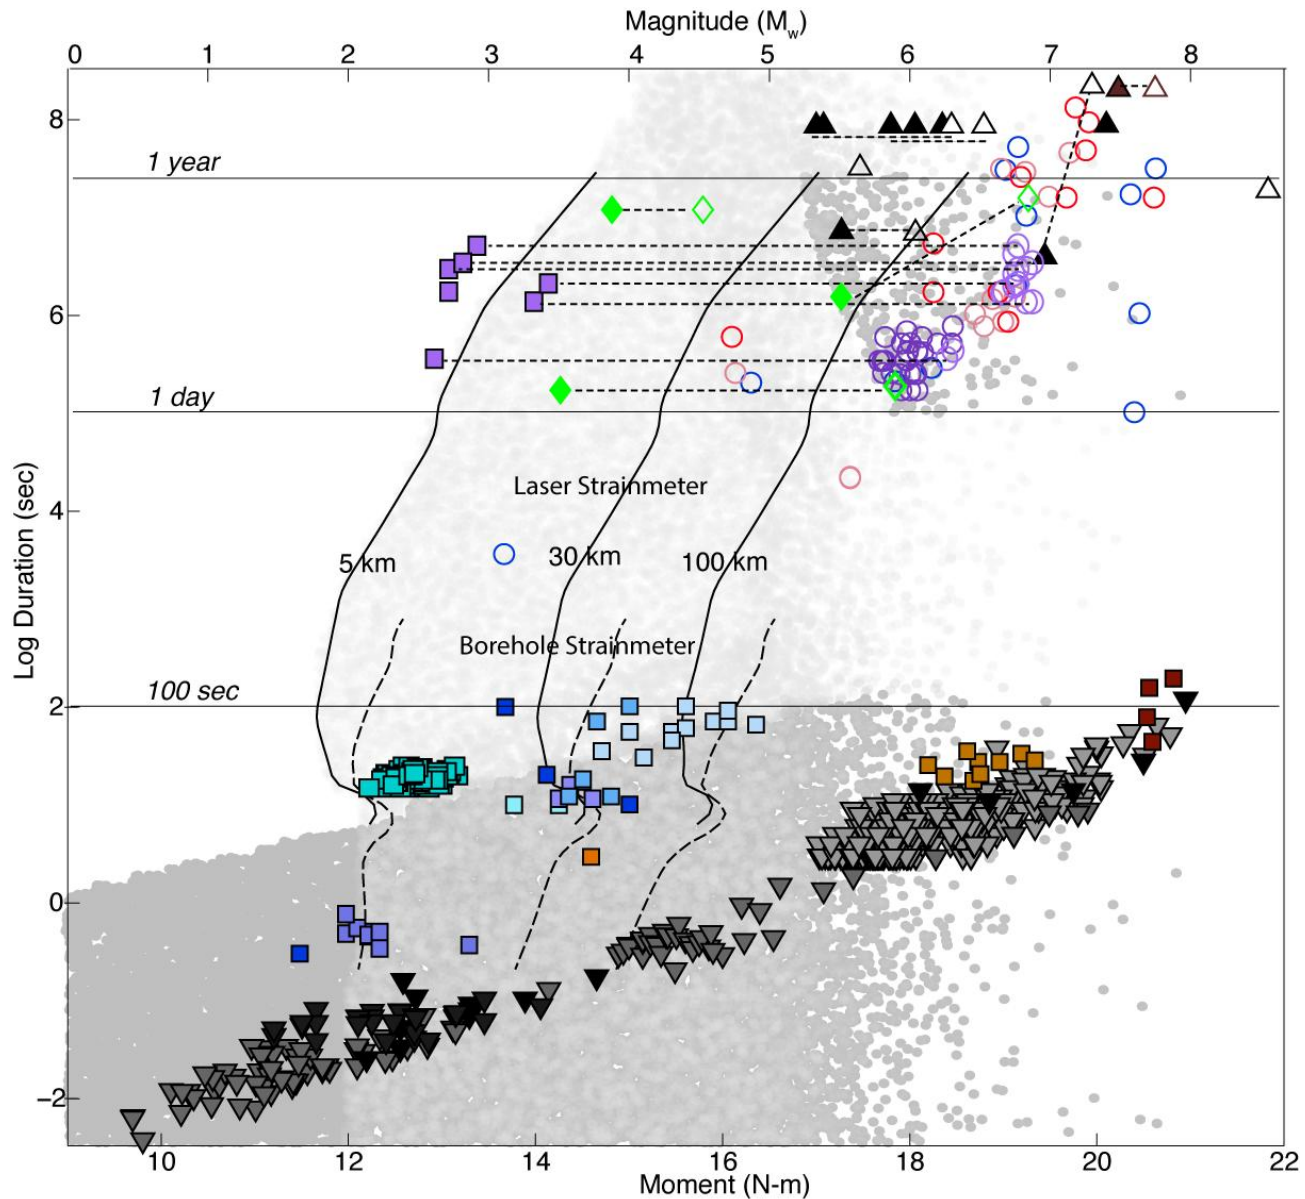 Magnitude (Mw)
0 1 2 3 4 5 6 7 8
8
1 year
6
1 day
Laser Strainmeter
4
5 km 30 km 100 km
Borehole Strainmeter
100 sec
2
0
−2
Log Duration (sec)
10 12 14 16 18 20 22
Moment (N-m)